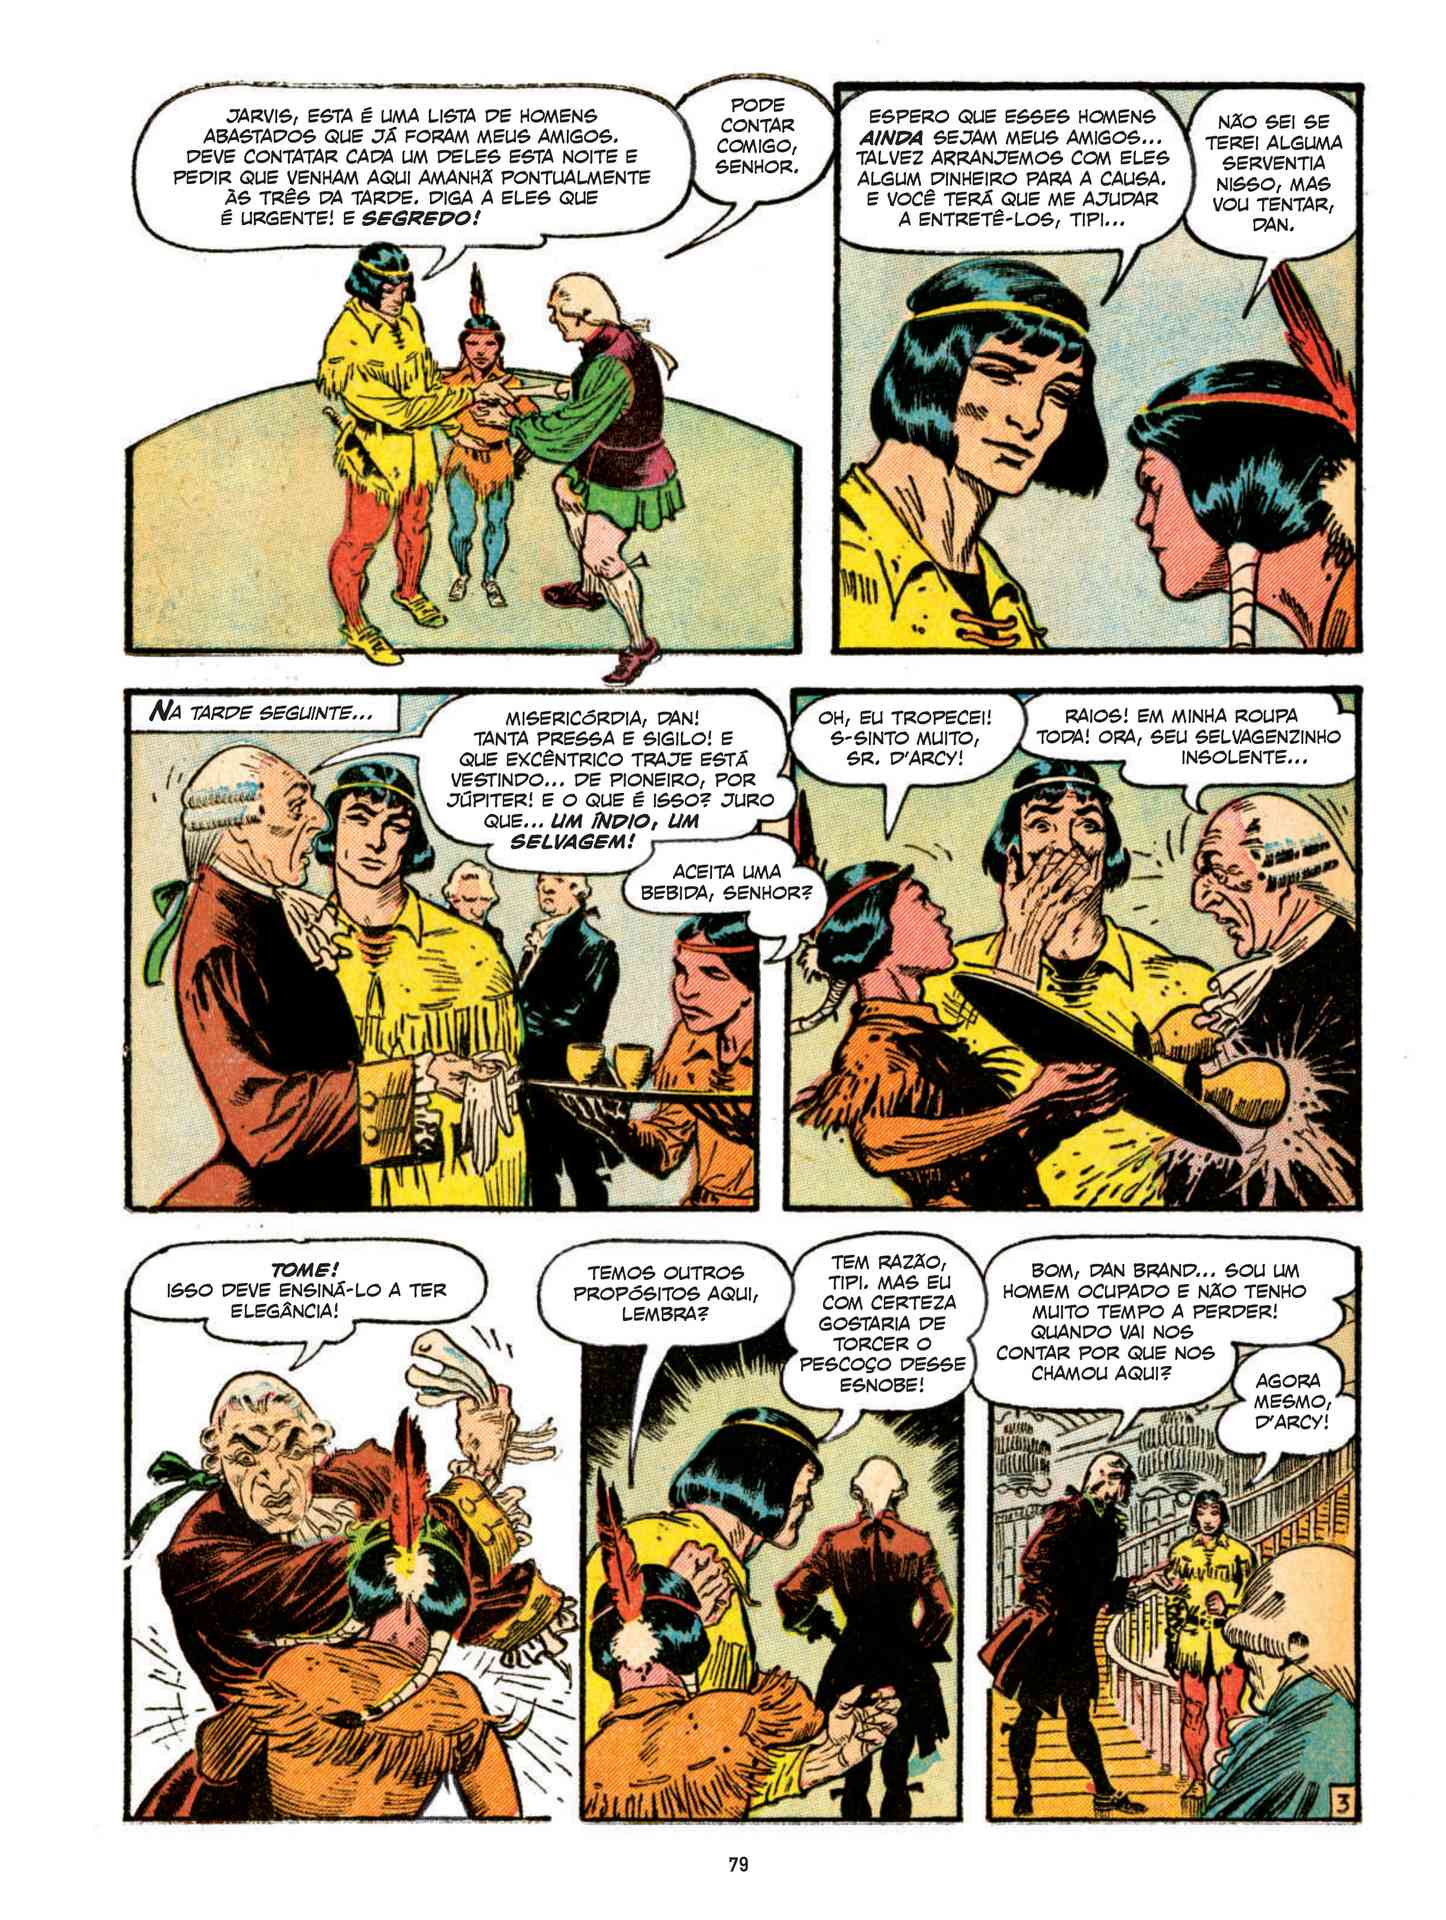 JARVIS, ESTA É UMA LISTA DE HOMENS
ABASTADOS QUE JÁ FORAM MEUS AMIGOS.
DEVE CONTATAR CADA UM DELES ESTA NOITE E
PEDIR QUE VENHAM AQUI AMANHÃ PONTUALMENTE
ÀS TRÊS DA TARDE. DIGA A ELES QUE
É URGENTE! E SEGREDO!
PODE
CONTAR
COMIGO,
SENHOR.
ESPERO QUE ESSES HOMENS
AINDA SEJAM MEUS AMIGOS...
TALVEZ ARRANJEMOS COM ELES
ALGUM DINHEIRO PARA A CAUSA.
E VOCÊ TERÁ QUE ME AJUDAR
A ENTRETÊ-LOS, TIPI...
NÃO SEI SE
TEREI ALGUMA
SERVENTIA
NISSO, MAS
VOU TENTAR,
DAN.
NA TARDE SEGUINTE...
MISERICÓRDIA, DAN!
TANTA PRESSA E SIGILO! E
QUE EXCÊNTRICO TRAJE ESTÁ
VESTINDO... DE PIONEIRO, POR
JÚPITER! E O QUE É ISSO? JURO
QUE... UM ÍNDIO, UM
SELVAGEM!
ACEITA UMA
BEBIDA, SENHOR?
OH, EU TROPECEI!
S-SINTO MUITO,
SR. D'ARCY!
RAIOS! EM MINHA ROUPA
TODA! ORA, SEU SELVAGENZINHO
INSOLENTE...
TOME!
ISSO DEVE ENSINÁ-LO A TER
ELEGÂNCIA!
TEMOS OUTROS
PROPÓSITOS AQUI,
LEMBRA?
TEM RAZÃO,
TIPI. MAS EU
COM CERTEZA
GOSTARIA DE
TORCER O
PESCOÇO DESSE
ESNOBE!
BOM, DAN BRAND... SOU UM
HOMEM OCUPADO E NÃO TENHO
MUITO TEMPO A PERDER!
QUANDO VAI NOS
CONTAR POR QUE NOS
CHAMOU AQUI?
AGORA
MESMO,
D'ARCY!
3
79